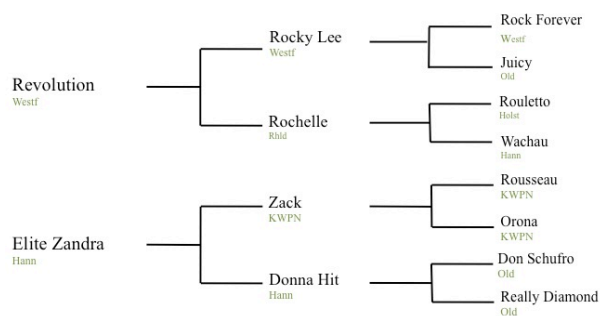 Rock Forever
Westf
Rocky Lee
Westf
Juicy
Old
Revolution
Westf
Rouletto
Holst
Rochelle
Rhld
Wachau
Hann
Rousseau
KWPN
Zack
KWPN
Orona
KWPN
Elite Zandra
Hann
Don Schufro
Old
Donna Hit
Hann
Really Diamond
Old